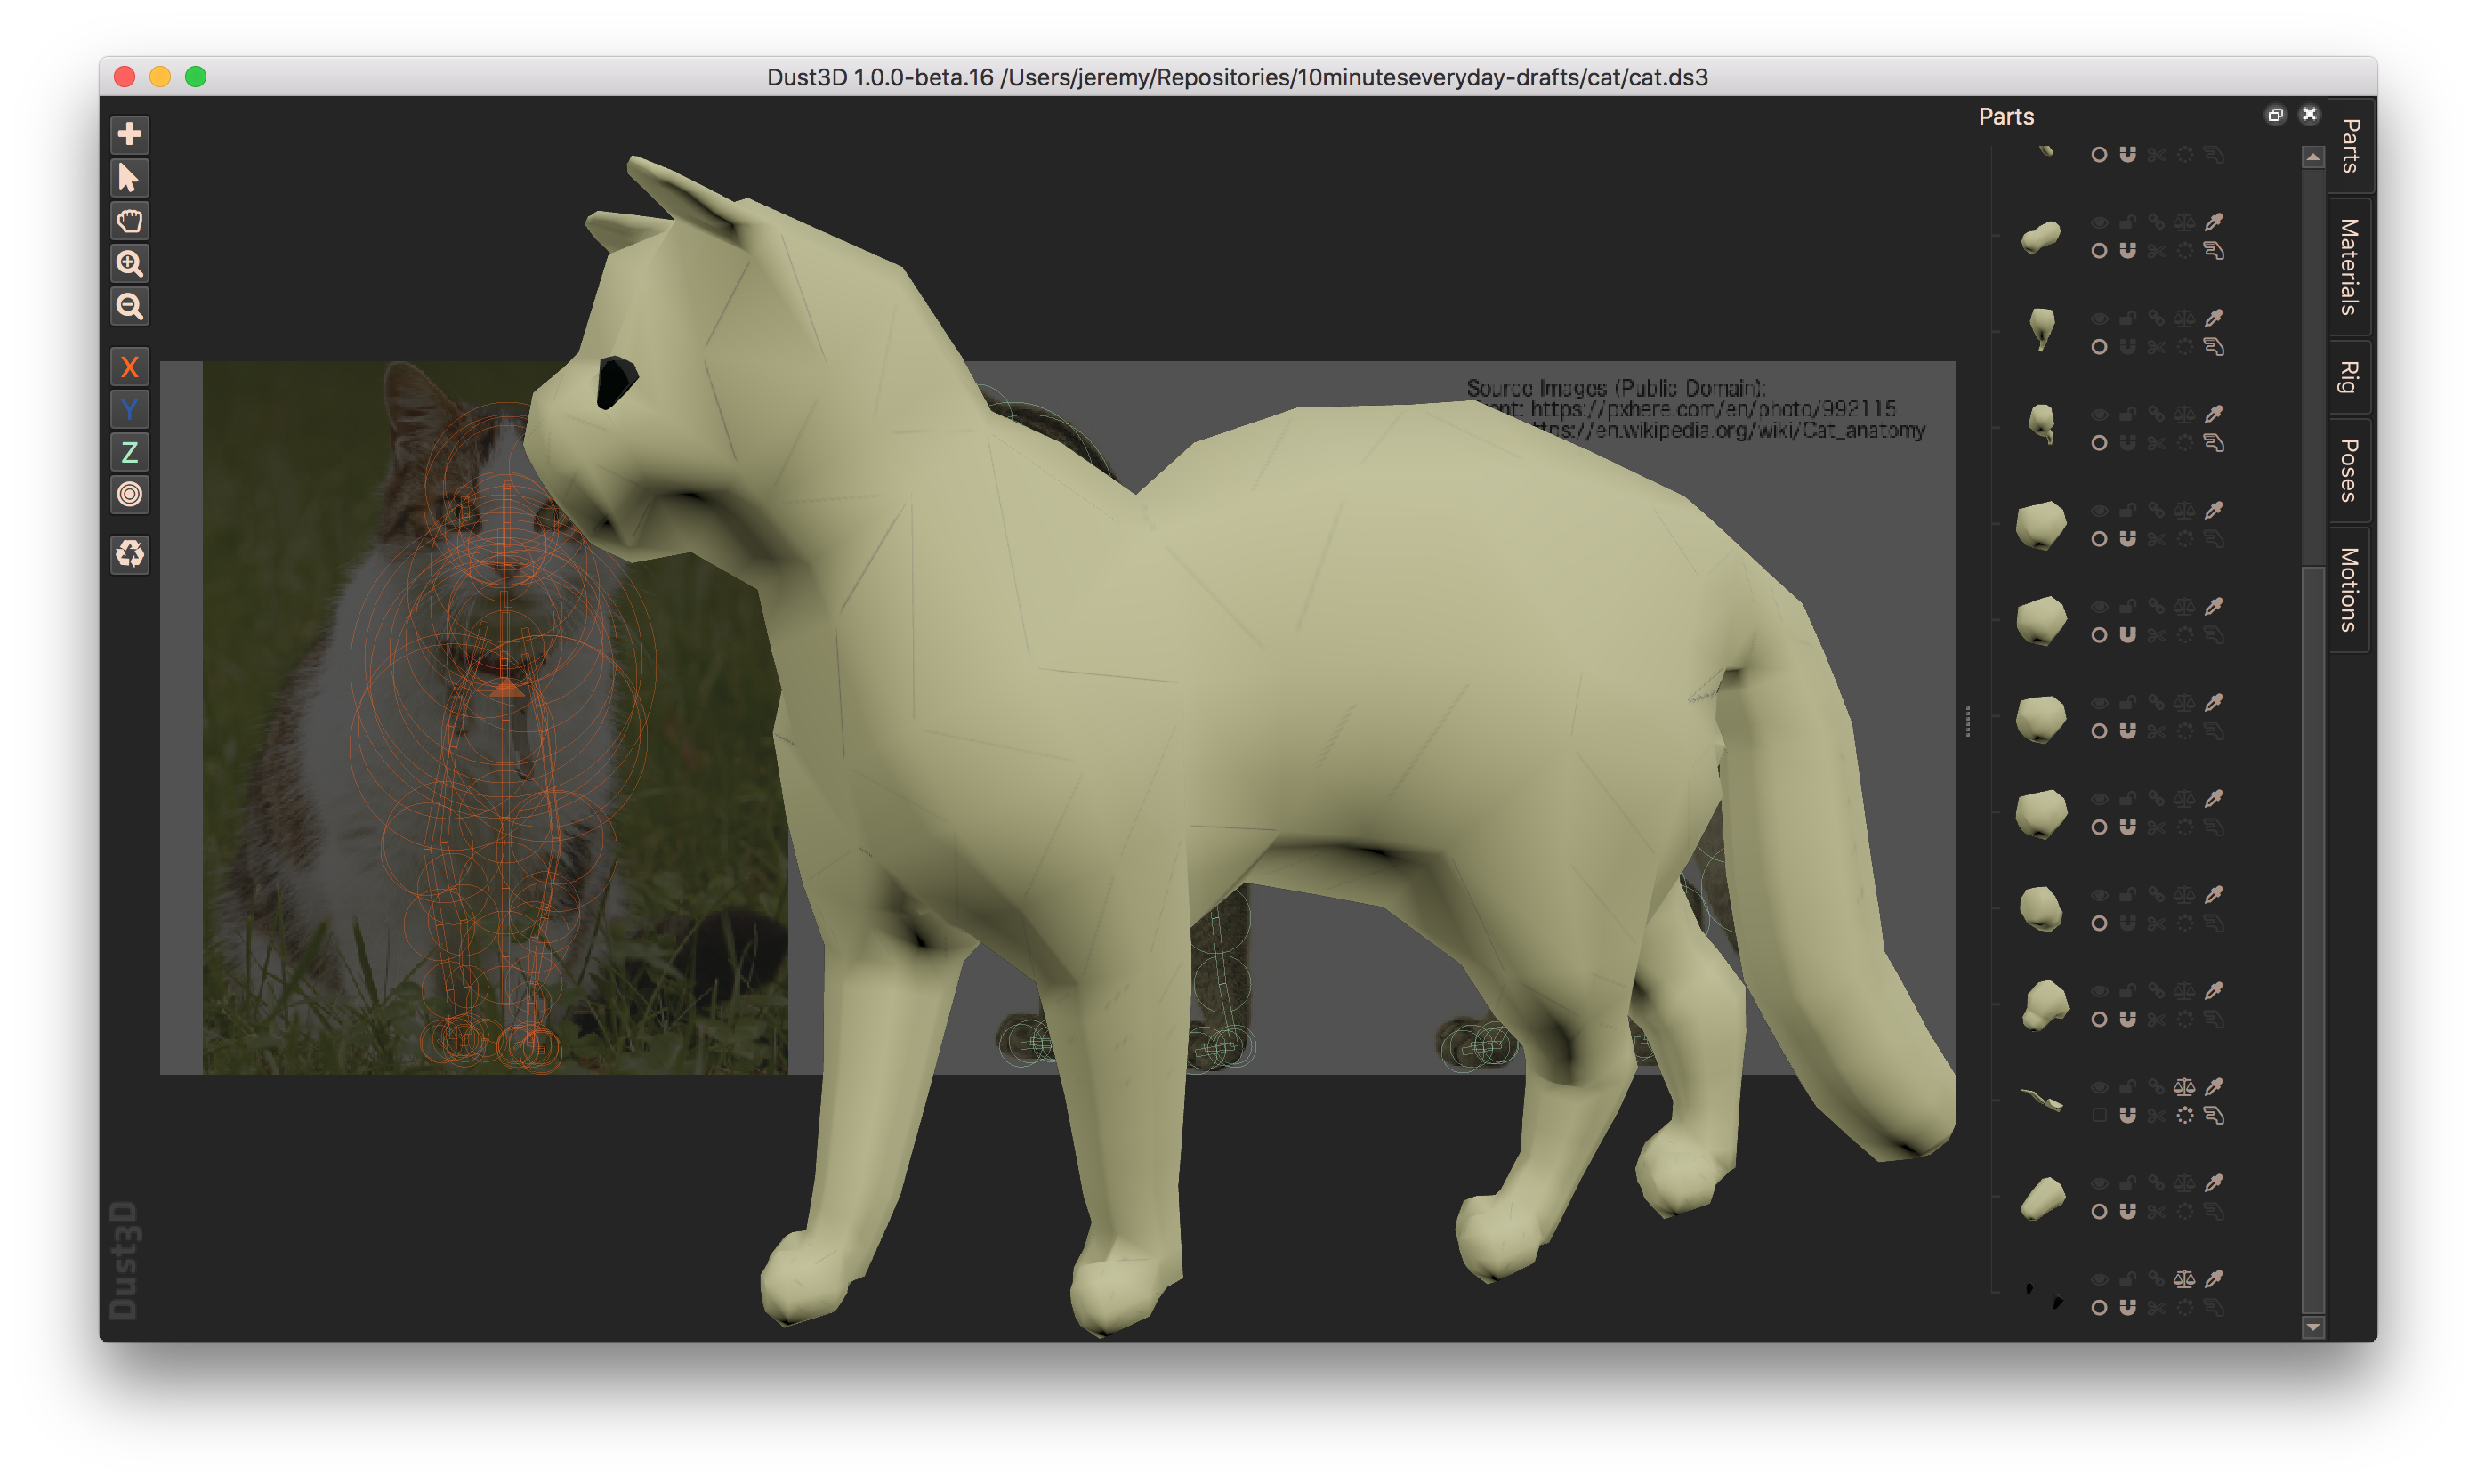 Dust3D 1.0.0-beta.16 /Users/jeremy/Repositories/10minuteseveryday-drafts/cat/cat.ds3
Parts
Parts
Materials
Rig
Poses
Motions
X
Y
Z
Source Images (Public Domain):
https://pxhere.com/en/photo/992115
en.wikipedia.org/wiki/Cat_anatomy
Dust3D